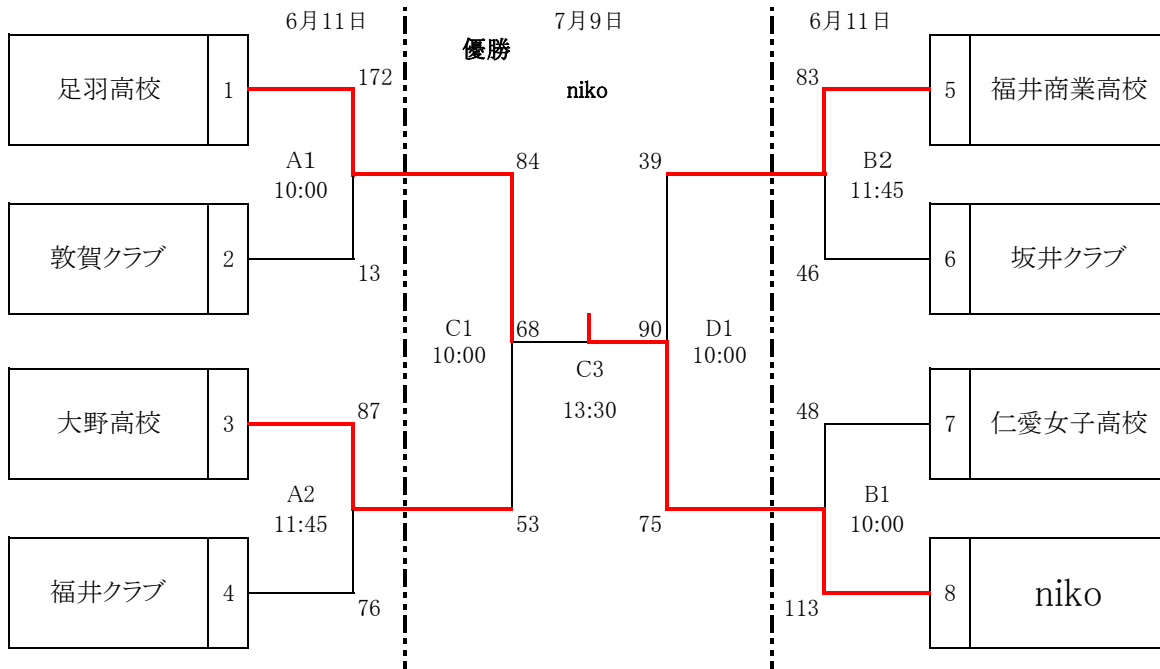 6月11日
7月9日
6月11日
優勝
niko
足羽高校 1
172
83
5 福井商業高校
A1
10:00
84
39
B2
11:45
敦賀クラブ 2
13
46
6 坂井クラブ
C1
10:00
68
90
D1
10:00
C3
13:30
大野高校 3
87
48
7 仁愛女子高校
A2
11:45
53
75
B1
10:00
福井クラブ 4
76
113
8 niko